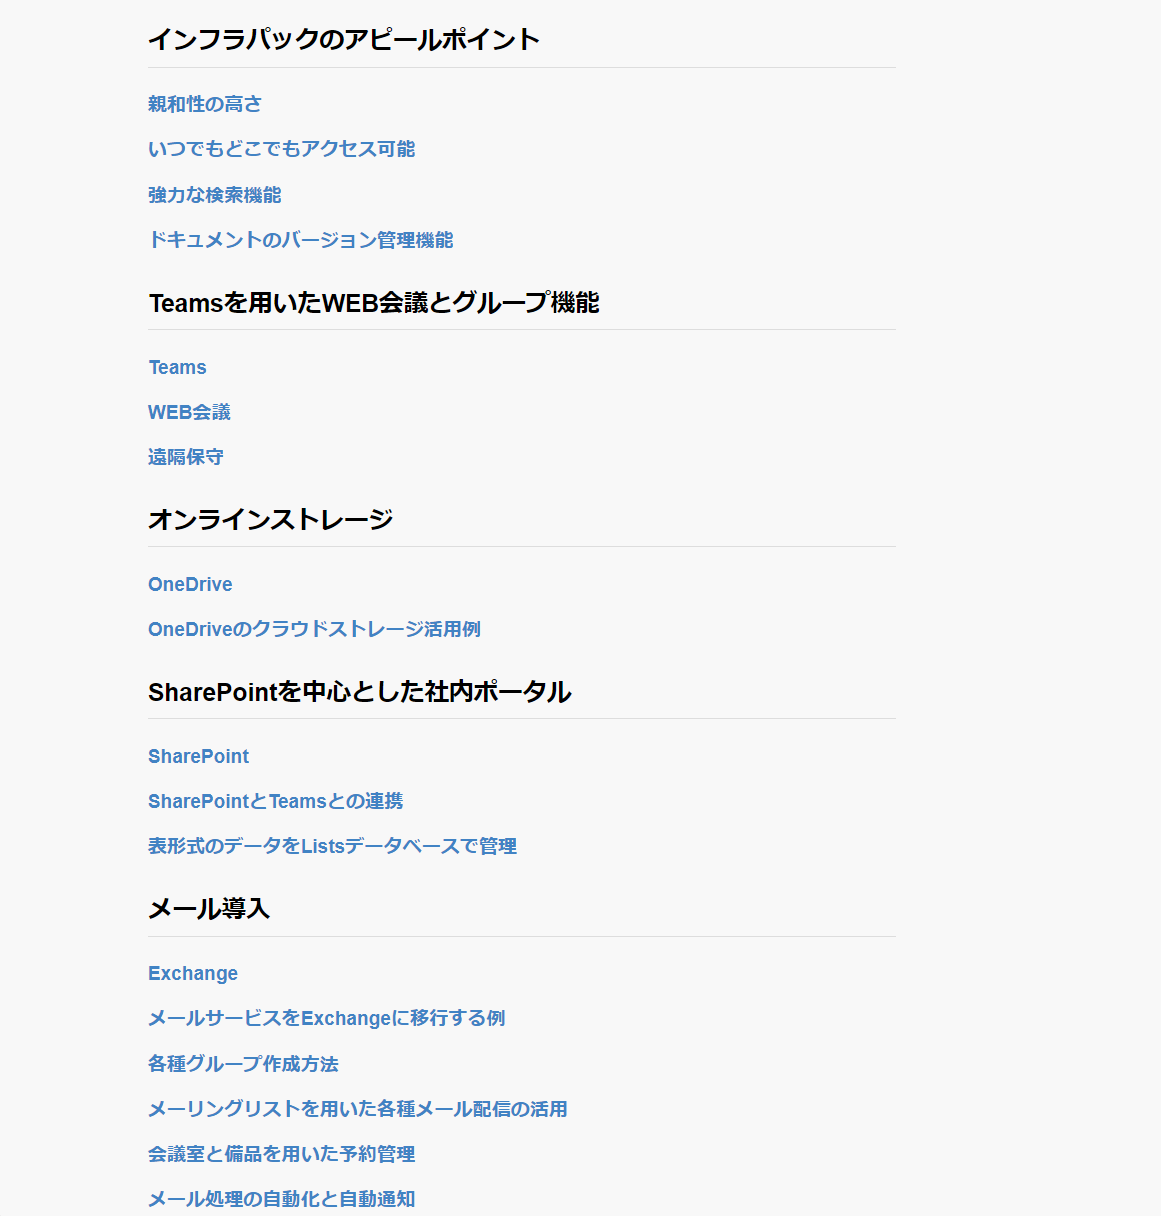 インフラパックのアピールポイント
親和性の高さ
いつでもどこでもアクセス可能
強力な検索機能
ドキュメントのバージョン管理機能
Teamsを用いたWEB会議とグループ機能
Teams
WEB会議
遠隔保守
オンラインストレージ
OneDrive
OneDriveのクラウドストレージ活用例
SharePointを中心とした社内ポータル
SharePoint
SharePointとTeamsとの連携
表形式のデータをListsデータベースで管理
メール導入
Exchange
メールサービスをExchangeに移行する例
各種グループ作成方法
メーリングリストを用いた各種メール配信の活用
会議室と備品を用いた予約管理
メール処理の自動化と自動通知